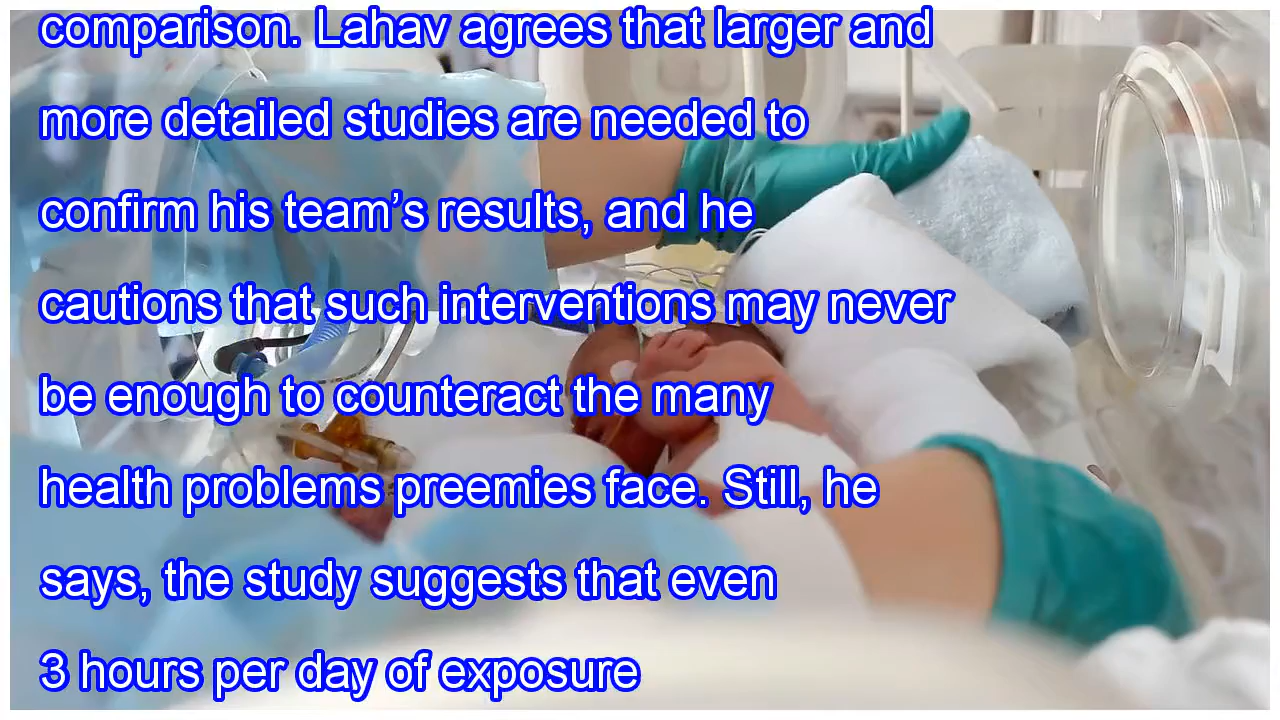 comparison. Lahav agrees that larger and
more detailed studies are needed to
confirm his team’s results, and he
cautions that such interventions may never
be enough to counteract the many
health problems preemies face. Still, he
says, the study suggests that even
3 hours per day of exposure